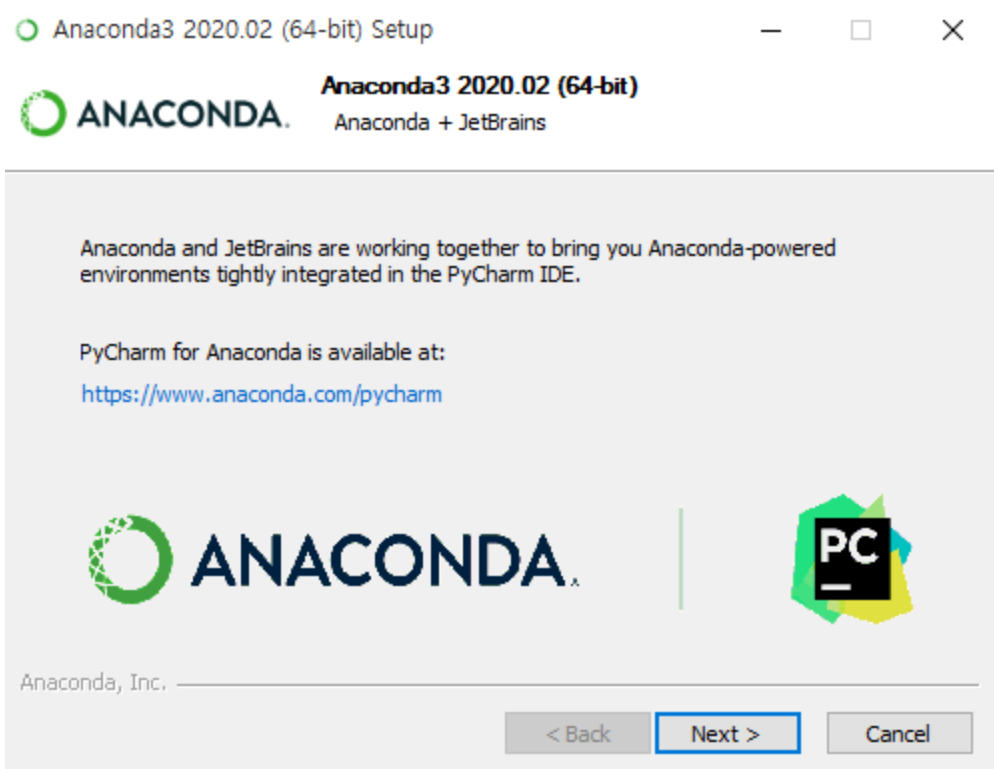 Anaconda3 2020.02 (64-bit) Setup
ANACONDA.
Anaconda3 2020.02 (64-bit)
Anaconda + JetBrains
Anaconda and JetBrains are working together to bring you Anaconda-powered
environments tightly integrated in the PyCharm IDE.
PyCharm for Anaconda is available at:
https://www.anaconda.com/pycharm
ANACONDA.
PC
Anaconda, Inc.
< Back Next > Cancel